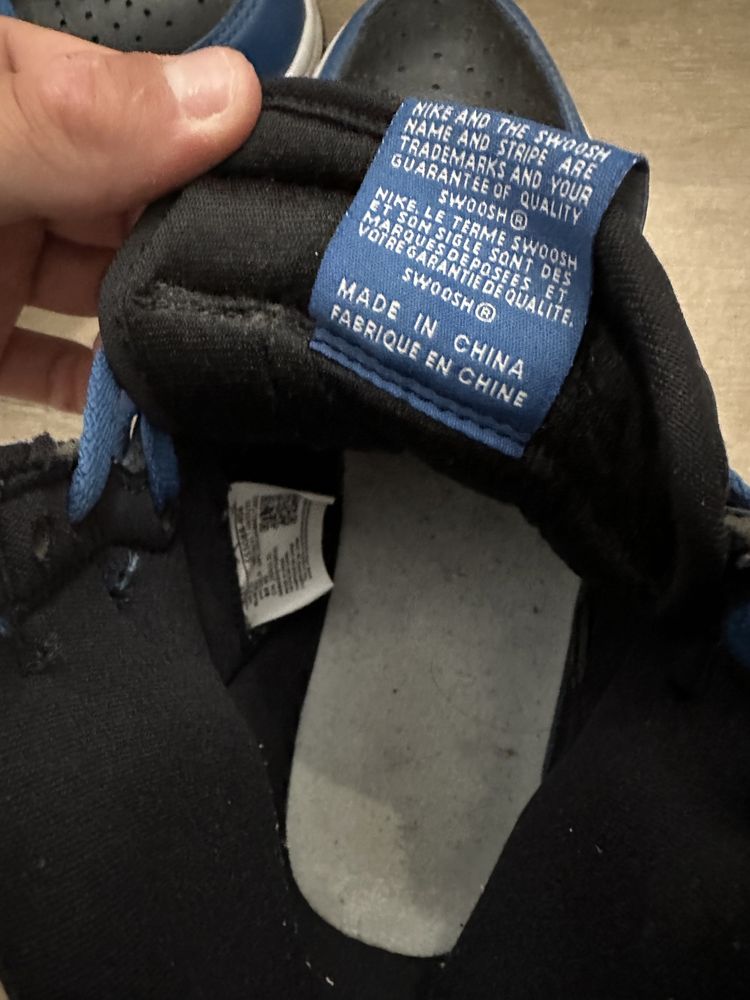 NIKE AND THE SWOOSH
NAME AND STRIPE ARE
TRADEMARKS AND YOUR
GUARANTEE OF QUALITY
SWOOSH®
NIKE, LE TERME SWOOSH
ET SON SIGLE SONT DES
MARQUES DEPOSEES ET
VOTRE GARANTIE DE QUALITE.
SWOOSH®
MADE IN CHINA
FABRIQUE EN CHINE